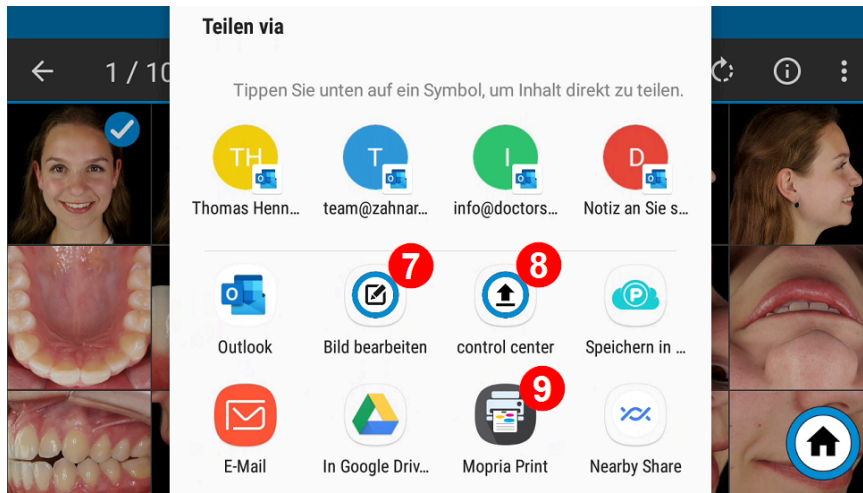 Teilen via
1 / 10
Tippen Sie unten auf ein Symbol, um Inhalt direkt zu teilen.
TH T I D
Thomas Henn... team@zahnar... info@doctors... Notiz an Sie s...
7 8
Outlook Bild bearbeiten control center Speichern in ...
9
E-Mail In Google Driv... Mopria Print Nearby Share